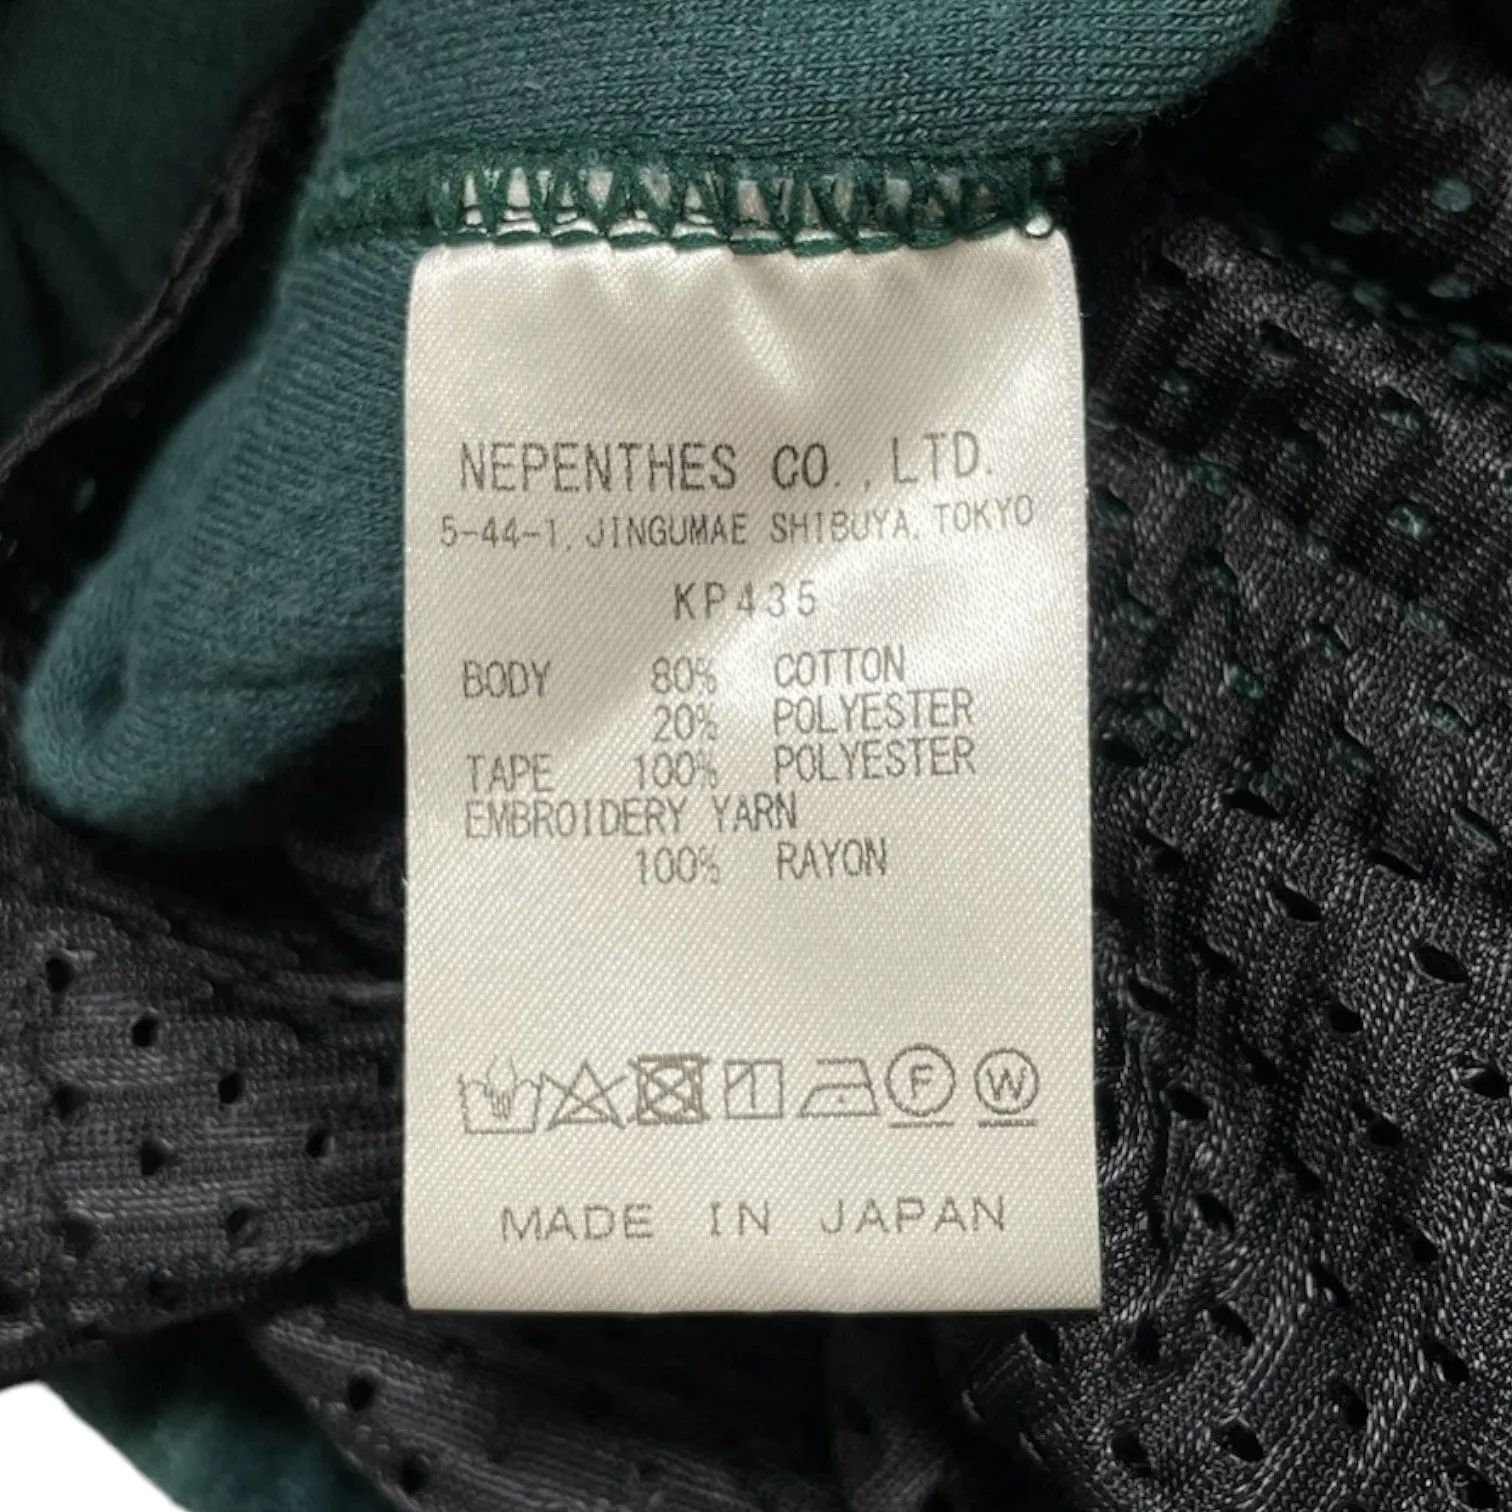 NEPENTHES CO., LTD.
5-44-1, JINGUMAE SHIBUYA, TOKYO
KP435
BODY 80% COTTON
20% POLYESTER
TAPE 100% POLYESTER
EMBROIDERY YARN
100% RAYON
F W
MADE IN JAPAN